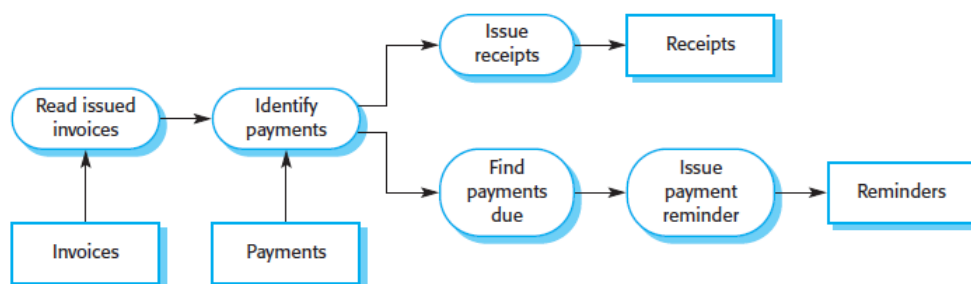 Issue
receipts
Receipts
Read issued
invoices
Identify
payments
Find
payments
due
Issue
payment
reminder
Reminders
Invoices
Payments